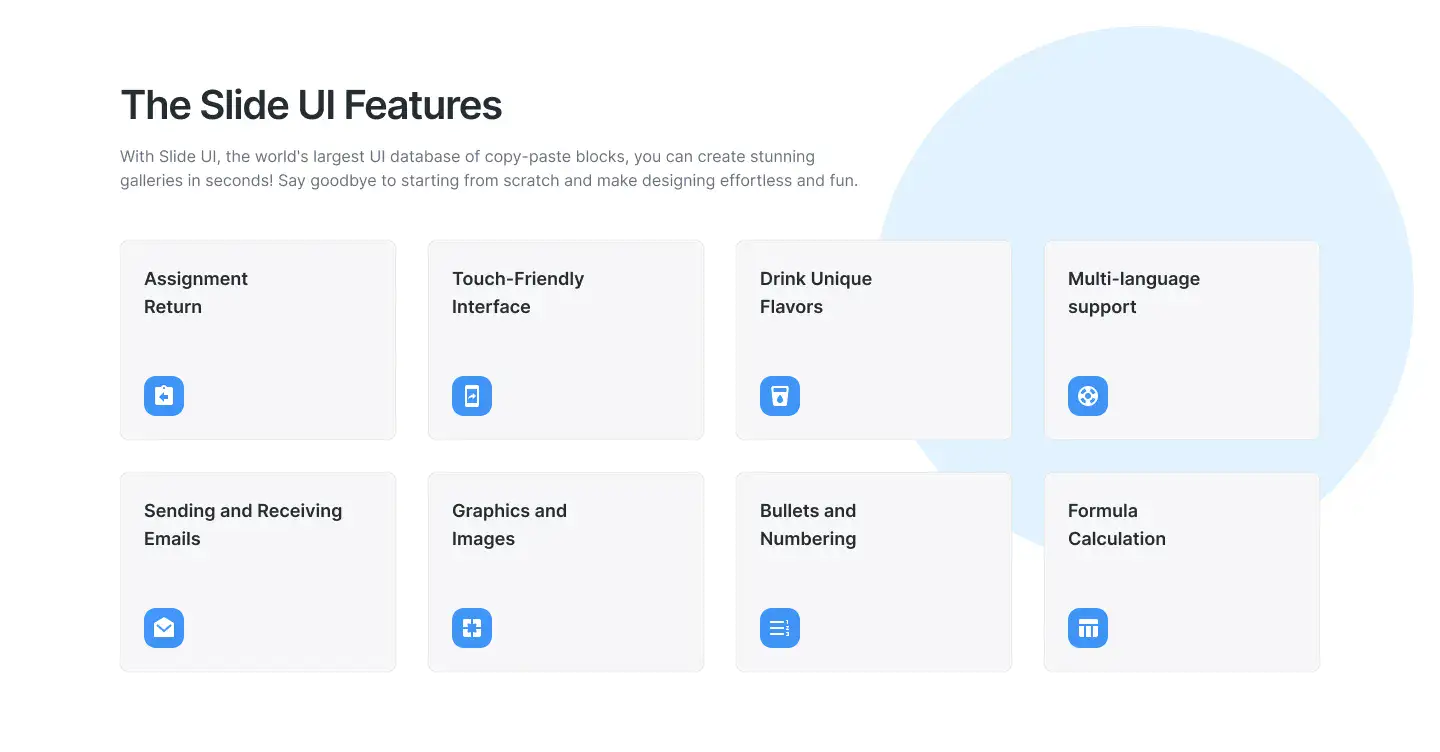 The Slide UI Features
With Slide UI, the world's largest UI database of copy-paste blocks, you can create stunning
galleries in seconds! Say goodbye to starting from scratch and make designing effortless and fun.
Assignment
Return
Touch-Friendly
Interface
Drink Unique
Flavors
Multi-language
support
Sending and Receiving
Emails
Graphics and
Images
Bullets and
Numbering
1
2
3
Formula
Calculation